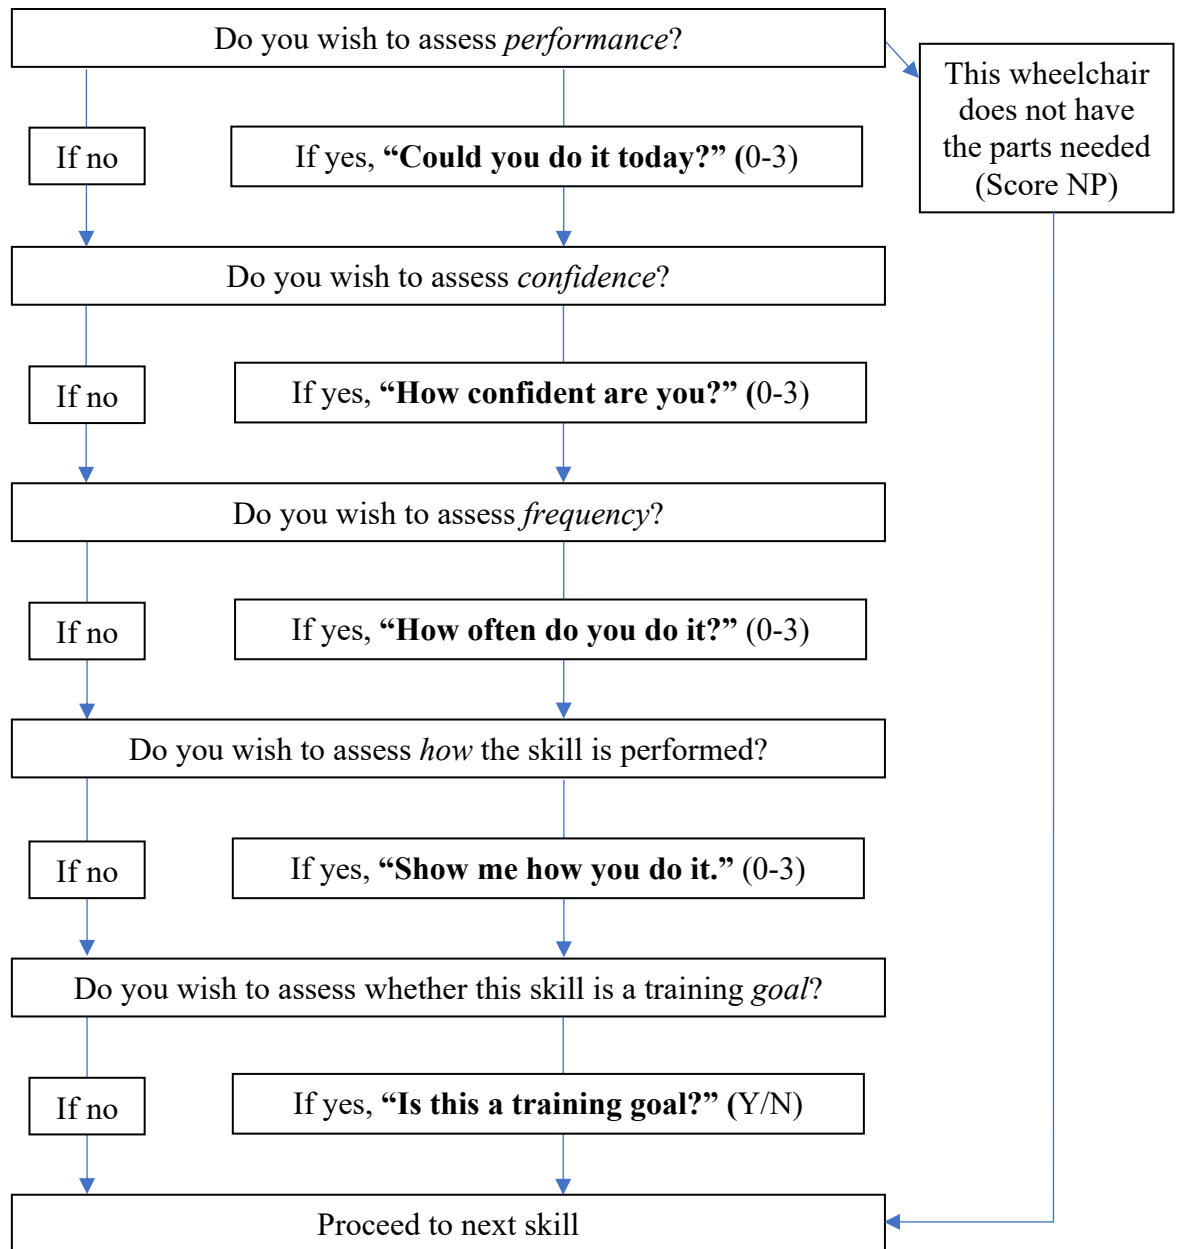 Do you wish to assess performance?
This wheelchair
does not have
the parts needed
(Score NP)
If no
If yes, “Could you do it today?” (0-3)
Do you wish to assess confidence?
If no
If yes, “How confident are you?” (0-3)
Do you wish to assess frequency?
If no
If yes, “How often do you do it?” (0-3)
Do you wish to assess how the skill is performed?
If no
If yes, “Show me how you do it.” (0-3)
Do you wish to assess whether this skill is a training goal?
If no
If yes, “Is this a training goal?” (Y/N)
Proceed to next skill